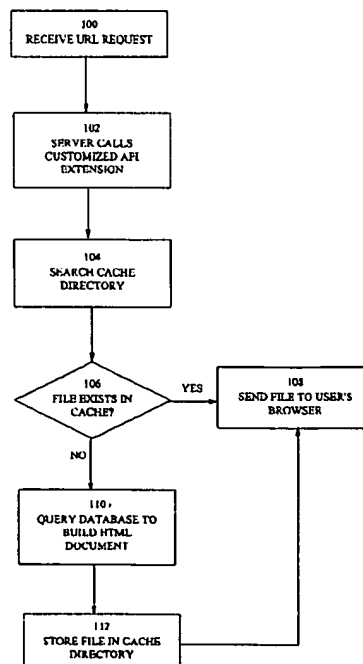 100
RECEIVE URL REQUEST
102
SERVER CALLS
CUSTOMIZED API
EXTENSION
104
SEARCH CACHE
DIRECTORY
106
FILE EXISTS IN
CACHE?
YES
108
SEND FILE TO USER'S
BROWSER
NO
110
QUERY DATABASE TO
BUILD HTML
DOCUMENT
112
STORE FILE IN CACHE
DIRECTORY